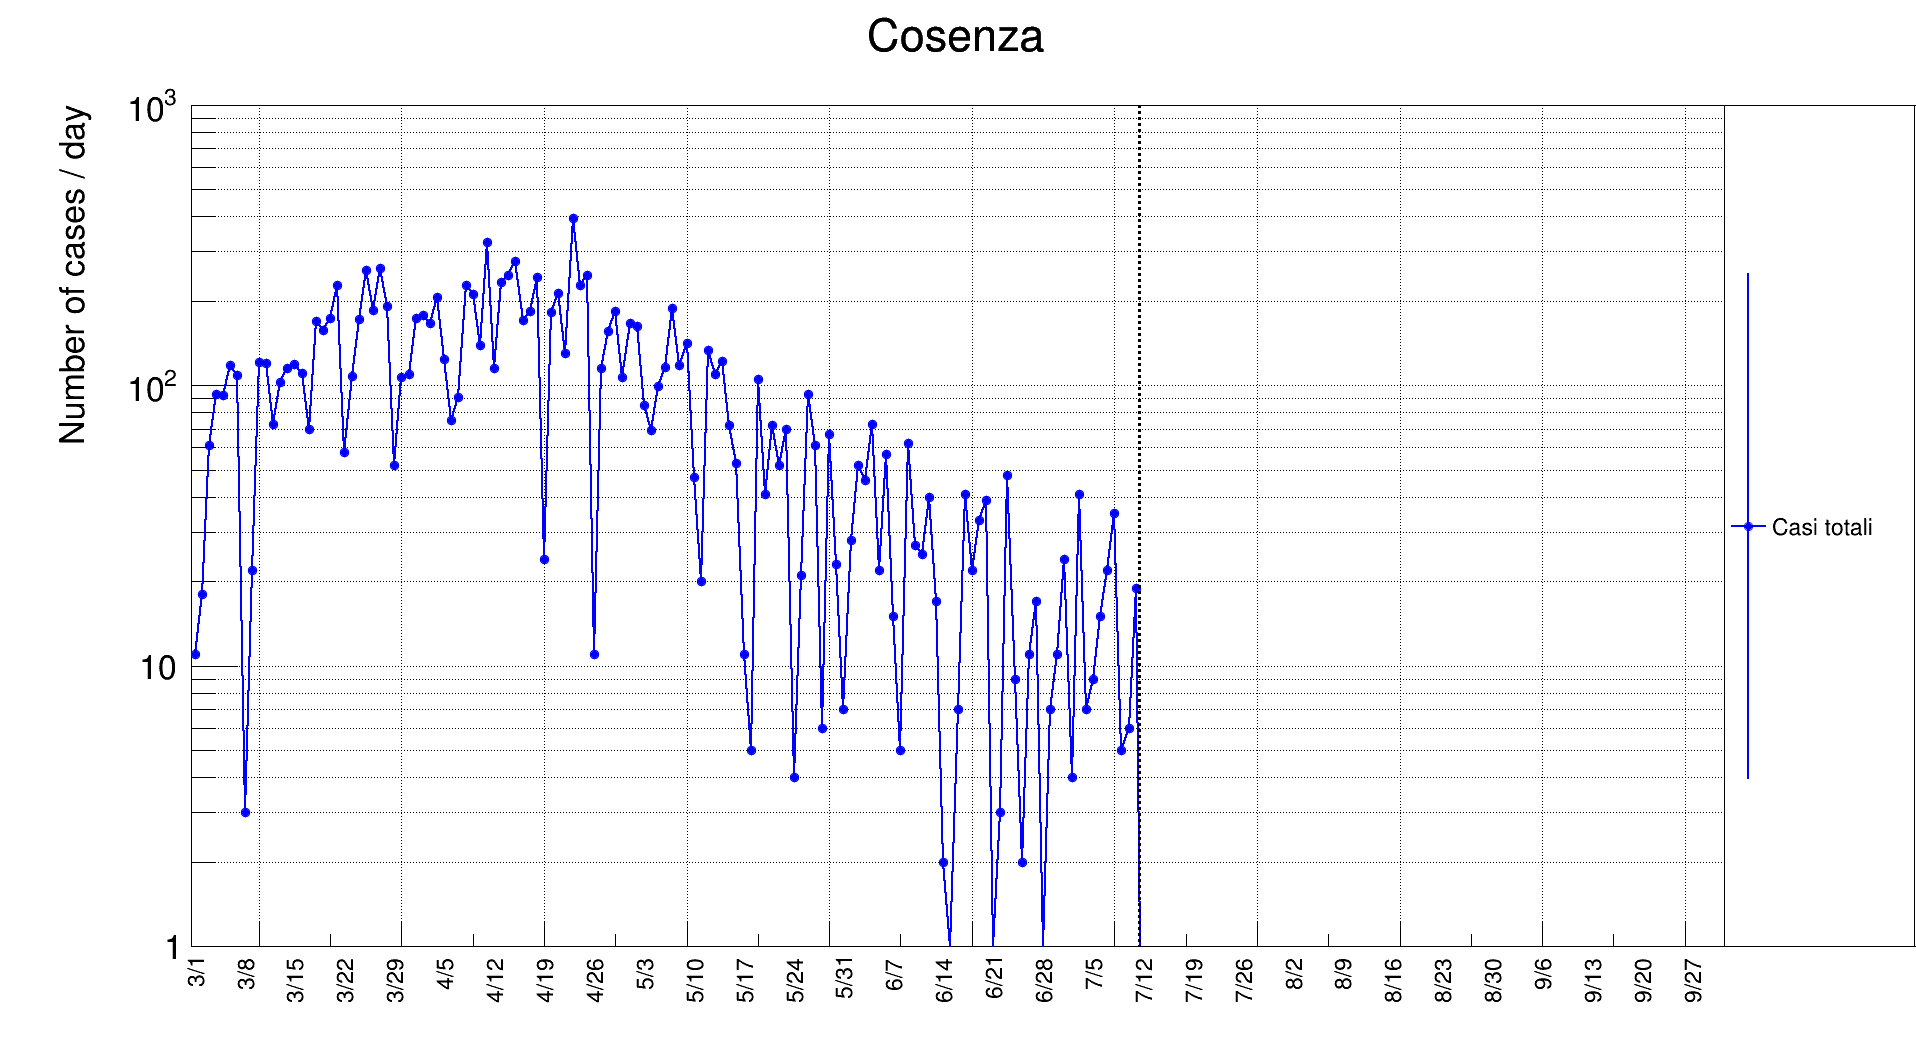 Cosenza
Number of cases / day
10³
10²
10
1
3/1 3/8 3/15 3/22 3/29 4/5 4/12 4/19 4/26 5/3 5/10 5/17 5/24 5/31 6/7 6/14 6/21 6/28 7/5 7/12 7/19 7/26 8/2 8/9 8/16 8/23 8/30 9/6 9/13 9/20 9/27
Casi totali